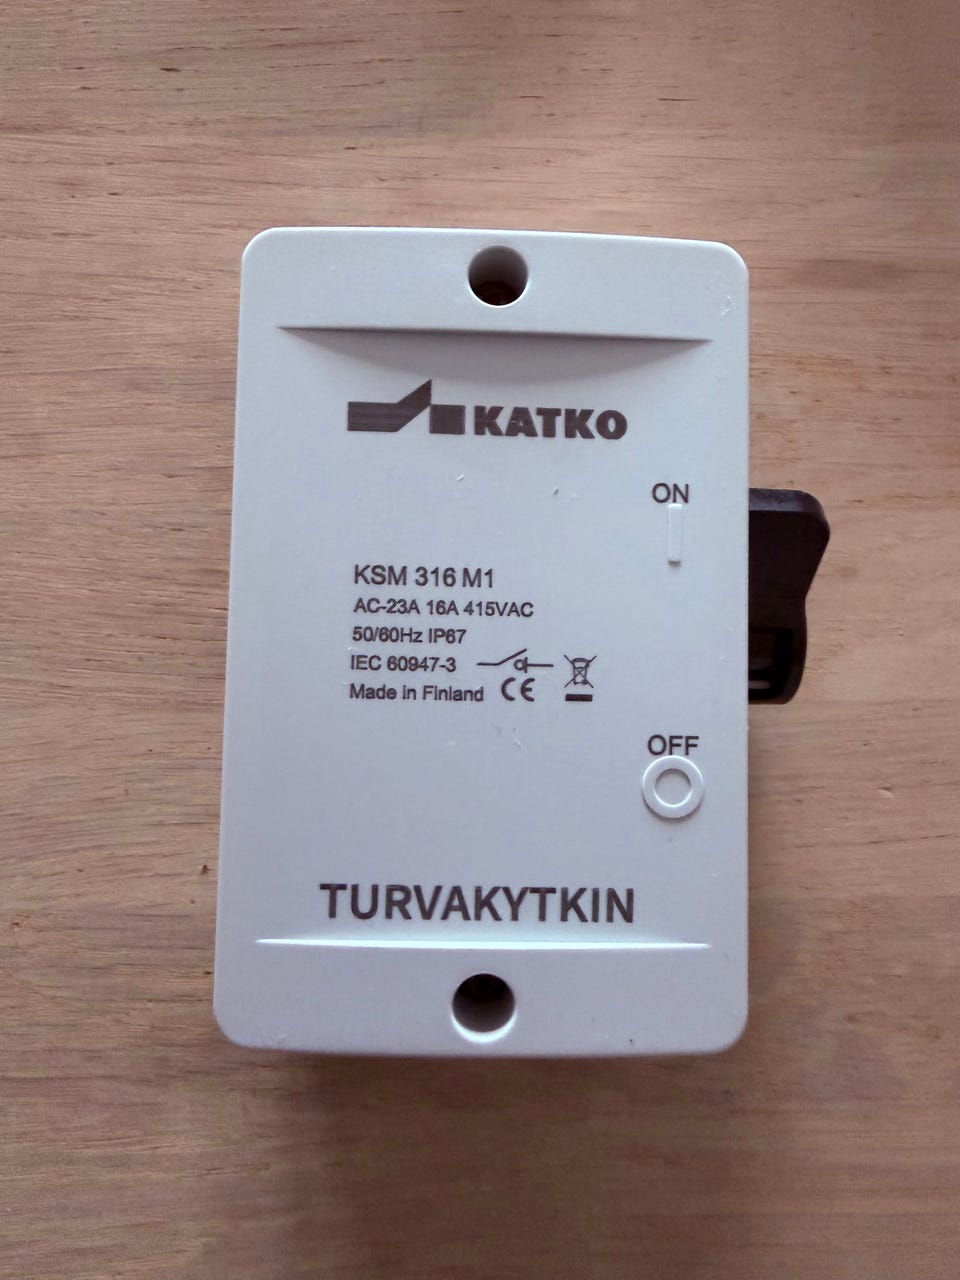 KATKO
ON
KSM 316 M1
AC-23A 16A 415VAC
50/60Hz IP67
IEC 60947-3
Made in Finland CE
OFF
TURVAKYTKIN